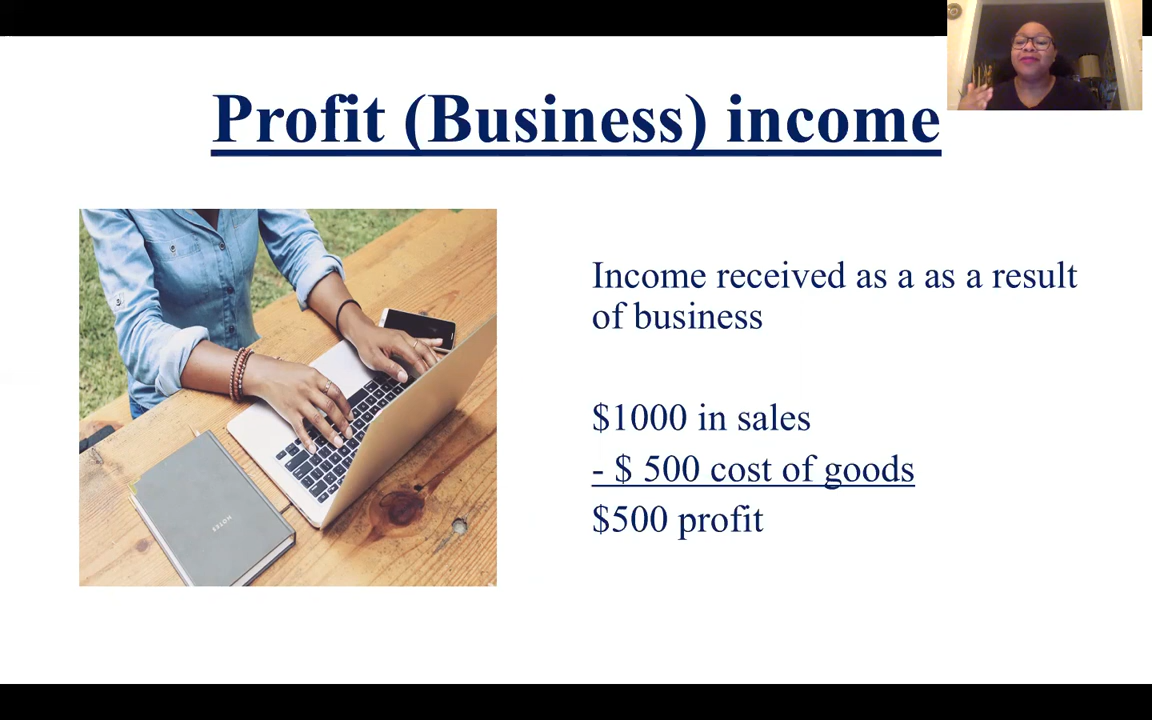 Profit (Business) income
Income received as a as a result
of business
$1000 in sales
- $ 500 cost of goods
$500 profit
NOTES